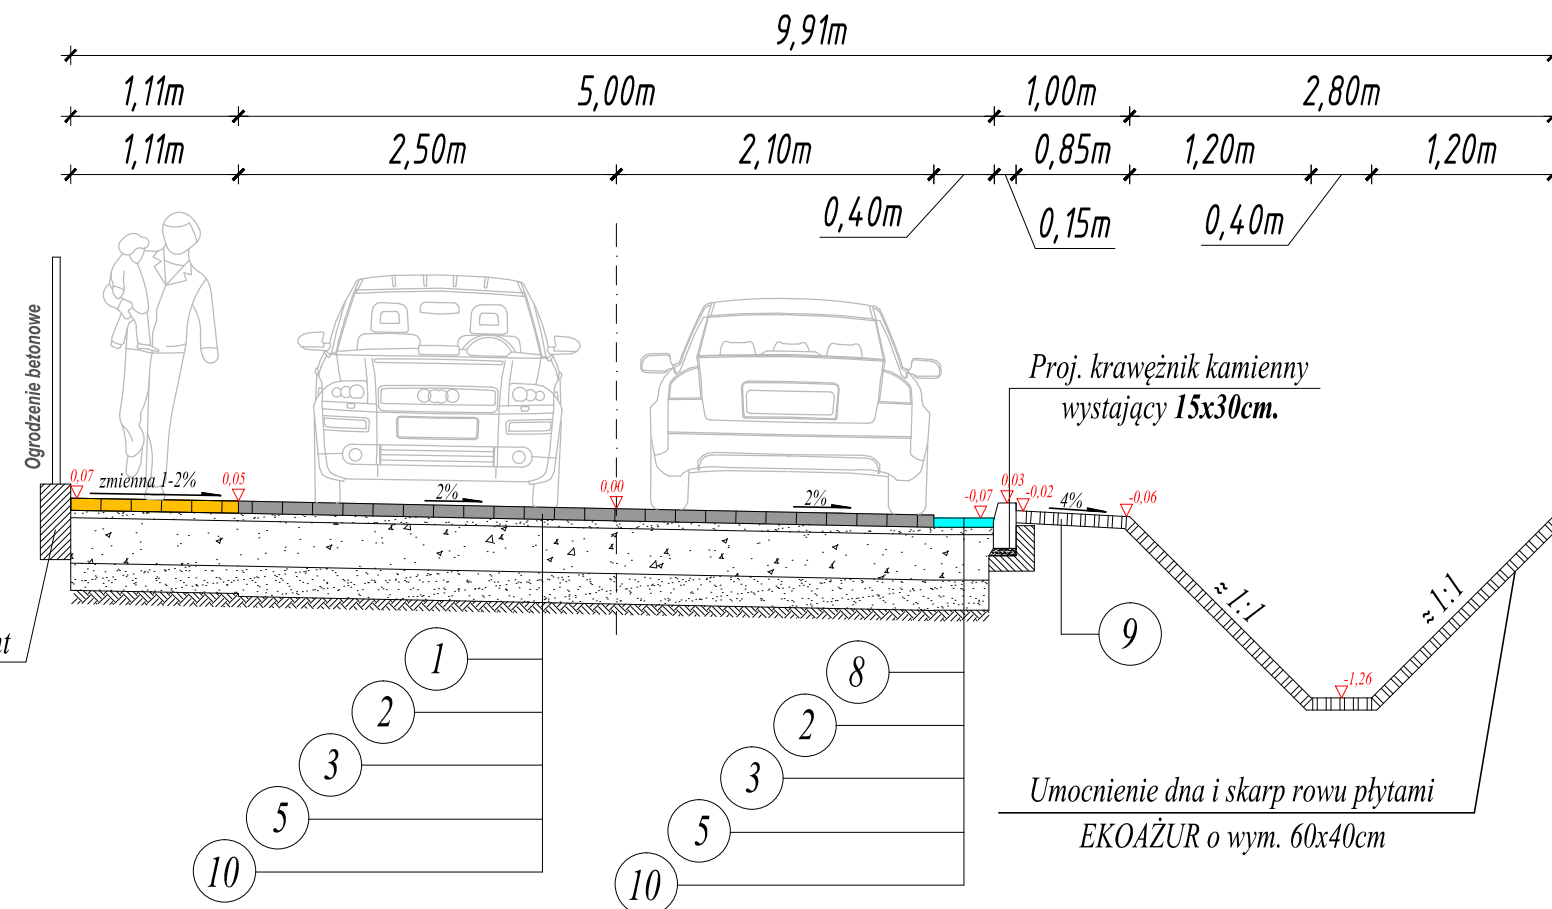 9,91m
1,11m 5,00m 1,00m 2,80m
1,11m 2,50m 2,10m 0,85m 1,20m 1,20m
0,40m 0,15m 0,40m
Ogrodzenie betonowe
Proj. krawężnik kamienny
wystający 15x30cm.
0,07 zmienna 1-2% 0,05 2% 0,00 2% -0,07 0,03 -0,02 4% -0,06
≈ 1:1 ≈ 1:1
9
1 8
2 2
-1,26
3 3
5 5
10 10
Umocnienie dna i skarp rowu płytami
EKOAŻUR o wym. 60x40cm